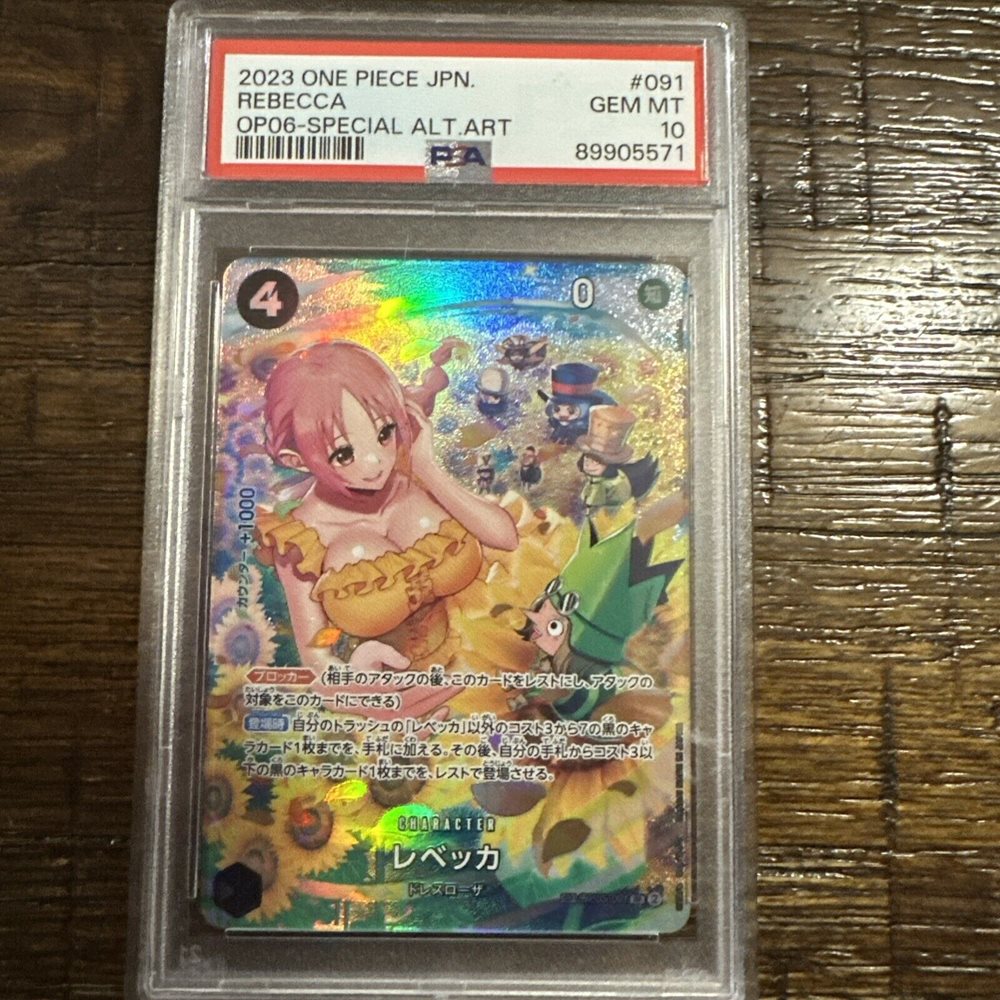 2023 ONE PIECE JPN. #091
REBECCA GEM MT
OP06-SPECIAL ALT.ART 10
PSA 89905571
4 0
カウンター +1000
ブロッカー (相手のアタックの後、このカードをレストにし、アタックの
対象をこのカードにできる)
登場時 自分のトラッシュの「レベッカ」以外のコスト3から7の黒のキャ
ラカード1枚までを、手札に加える。その後、自分の手札からコスト3以
下の黒のキャラカード1枚までを、レストで登場させる。
CHARACTER
レベッカ
ドレスローザ